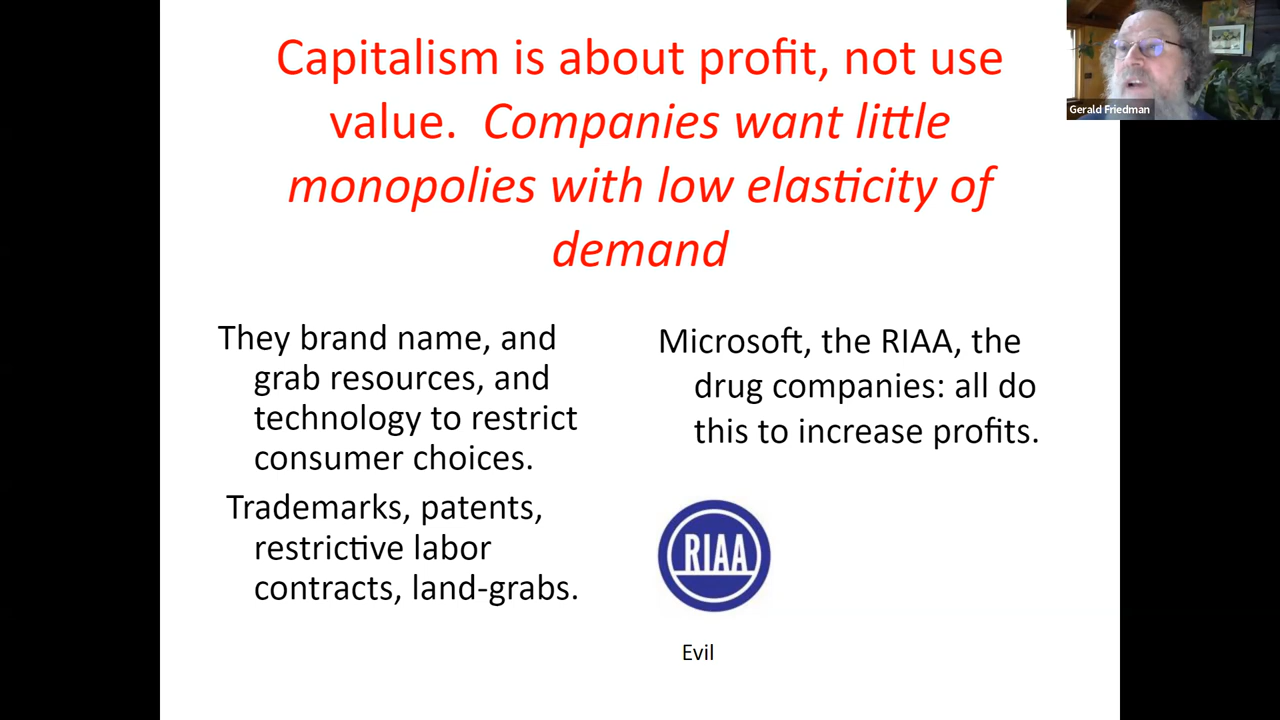 Capitalism is about profit, not use
value. Companies want little
monopolies with low elasticity of
demand
They brand name, and
grab resources, and
technology to restrict
consumer choices.
Trademarks, patents,
restrictive labor
contracts, land-grabs.
Microsoft, the RIAA, the
drug companies: all do
this to increase profits.
RIAA
Evil
Gerald Friedman